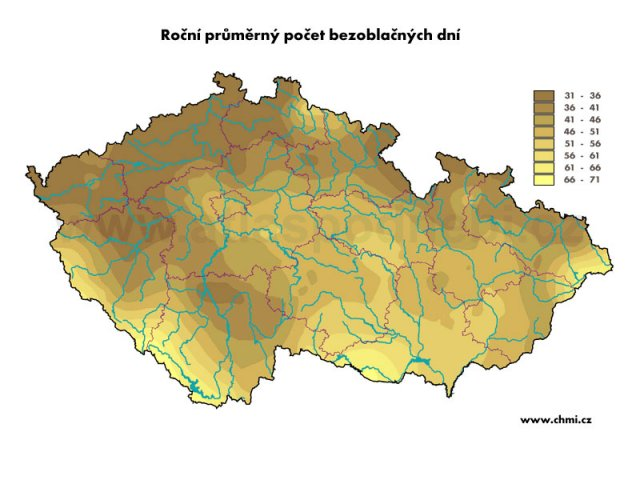 Roční průměrný počet bezoblačných dní
31 - 36
36 - 41
41 - 46
46 - 51
51 - 56
56 - 61
61 - 66
66 - 71
www.chmi.cz